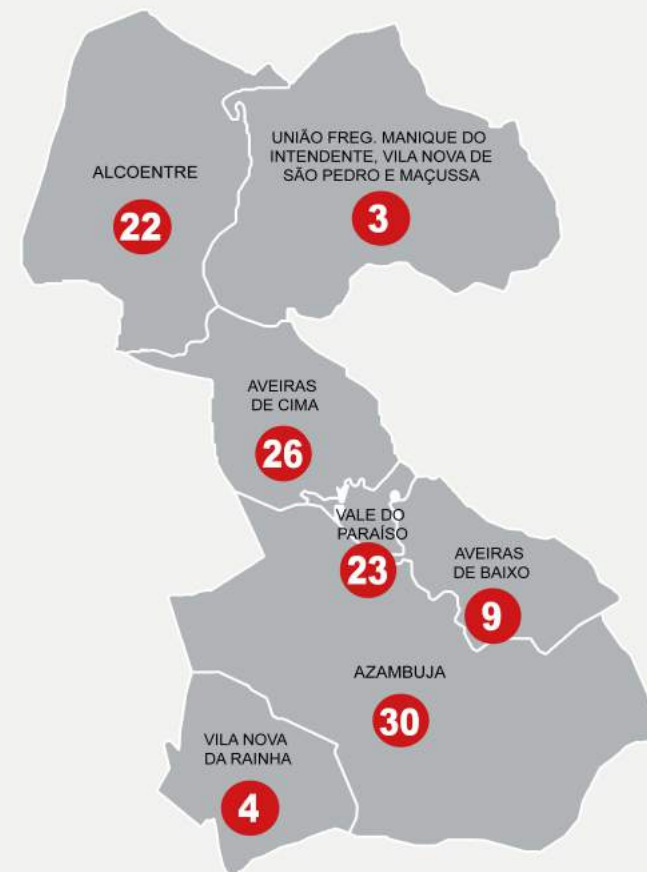 UNIÃO FREG. MANIQUE DO
INTENDENTE, VILA NOVA DE
SÃO PEDRO E MAÇUSSA
3
ALCOENTRE
22
AVEIRAS
DE CIMA
26
VALE DO
PARAÍSO
23
AVEIRAS
DE BAIXO
9
AZAMBUJA
30
VILA NOVA
DA RAINHA
4